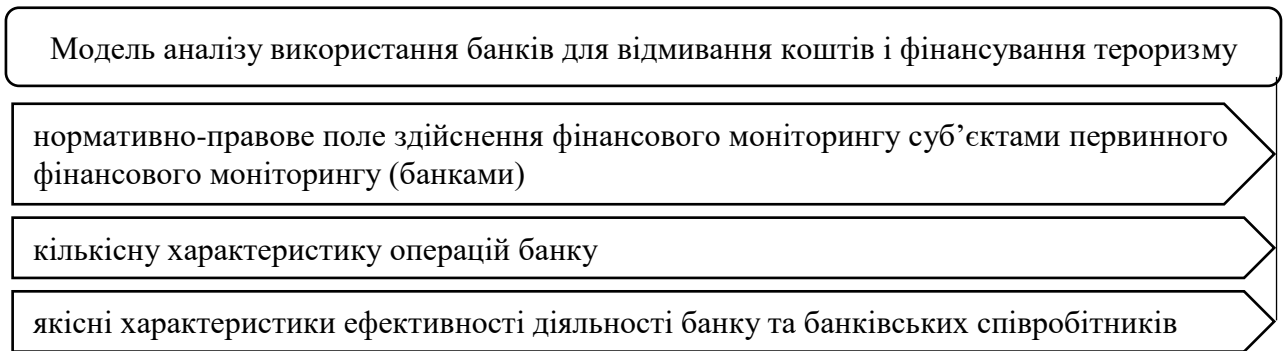 Модель аналізу використання банків для відмивання коштів і фінансування тероризму
нормативно-правове поле здійснення фінансового моніторингу суб’єктами первинного
фінансового моніторингу (банками)
кількісну характеристику операцій банку
якісні характеристики ефективності діяльності банку та банківських співробітників